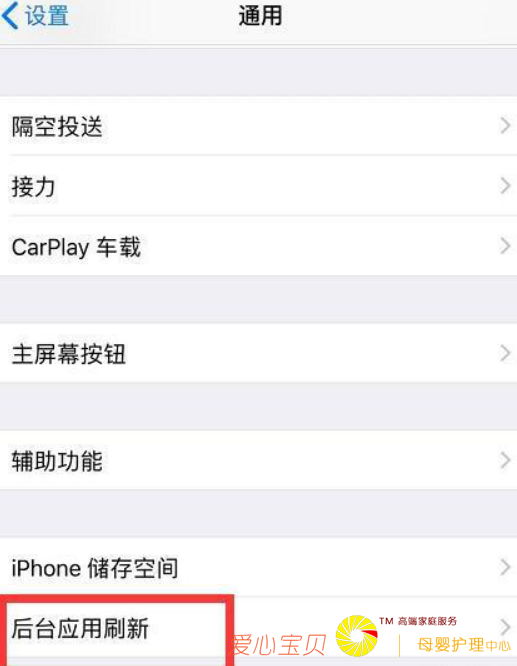 设置
通用
隔空投送
接力
CarPlay 车载
主屏幕按钮
辅助功能
iPhone 储存空间
后台应用刷新
爱心宝贝
TM 高端家庭服务
母婴护理中心